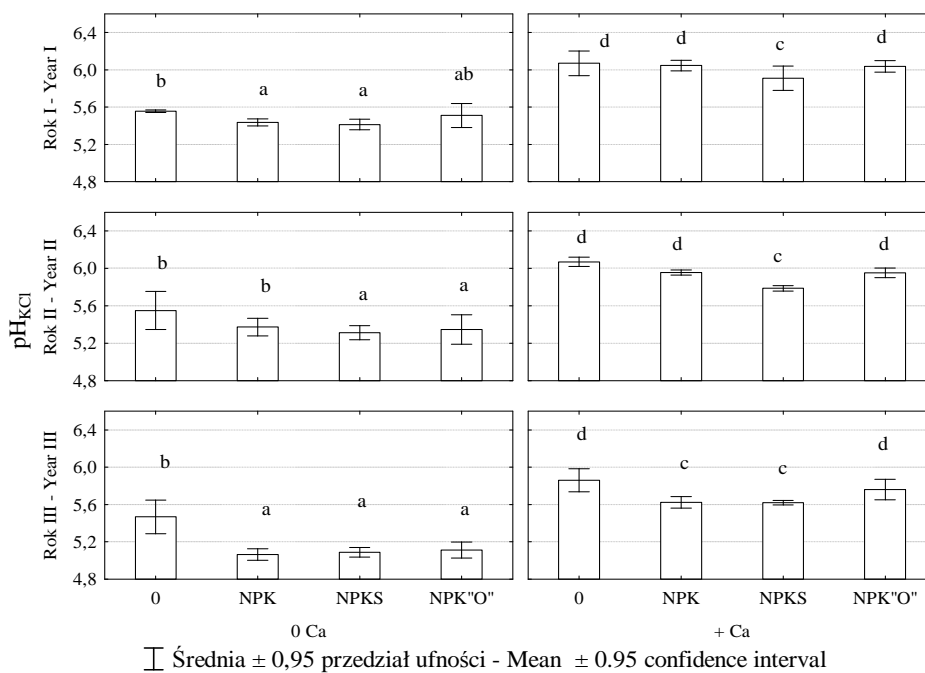 6,4
6,0
5,6
5,2
4,8
Rok I - Year I
b
a
a
ab
d
d
c
d
6,4
6,0
5,6
5,2
4,8
Rok II - Year II
pH_KCl
b
b
a
a
d
d
c
d
6,4
6,0
5,6
5,2
4,8
Rok III - Year III
b
a
a
a
d
c
c
d
0 NPK NPKS NPK"O" 0 NPK NPKS NPK"O"
0 Ca + Ca
Średnia ± 0,95 przedział ufności - Mean ± 0.95 confidence interval